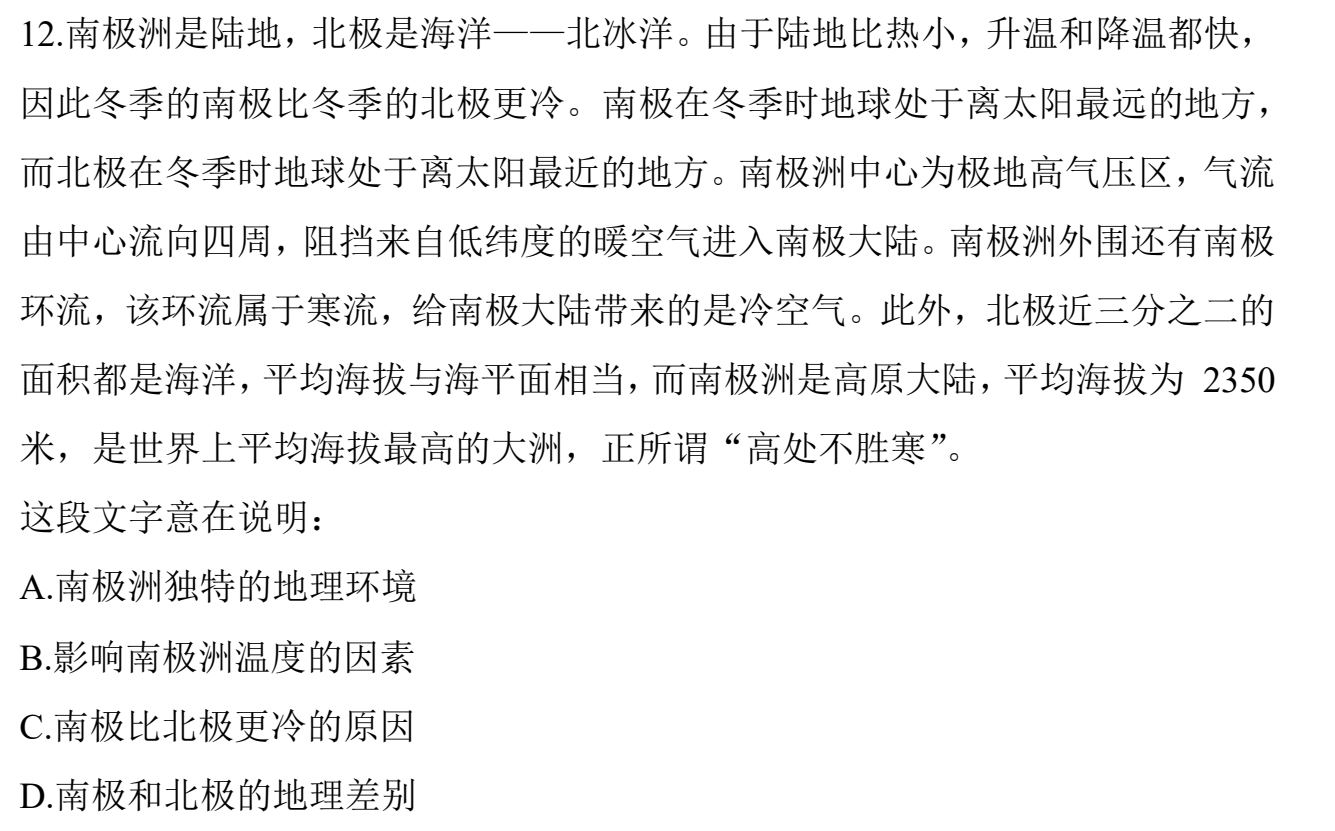 12.南极洲是陆地，北极是海洋——北冰洋。由于陆地比热小，升温和降温都快，
因此冬季的南极比冬季的北极更冷。南极在冬季时地球处于离太阳最远的地方，
而北极在冬季时地球处于离太阳最近的地方。南极洲中心为极地高气压区，气流
由中心流向四周，阻挡来自低纬度的暖空气进入南极大陆。南极洲外围还有南极
环流，该环流属于寒流，给南极大陆带来的是冷空气。此外，北极近三分之二的
面积都是海洋，平均海拔与海平面相当，而南极洲是高原大陆，平均海拔为 2350
米，是世界上平均海拔最高的大洲，正所谓“高处不胜寒”。
这段文字意在说明：
A.南极洲独特的地理环境
B.影响南极洲温度的因素
C.南极比北极更冷的原因
D.南极和北极的地理差别